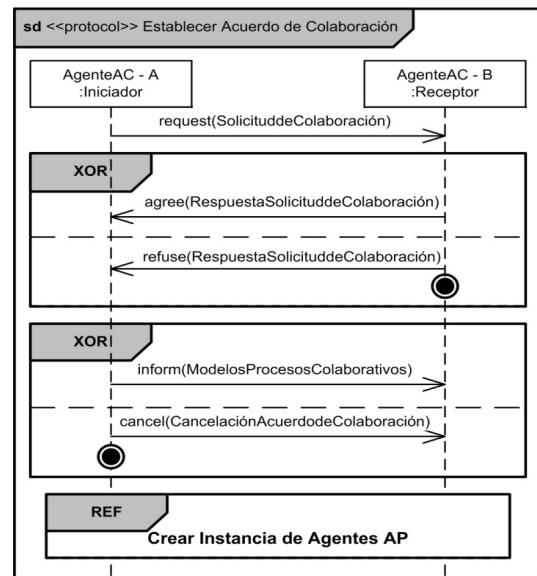 sd <<protocol>> Establecer Acuerdo de Colaboración
AgenteAC - A
:Iniciador
AgenteAC - B
:Receptor
request(SolicituddeColaboración)
XOR
agree(RespuestaSolicituddeColaboración)
refuse(RespuestaSolicituddeColaboración)
XOR
inform(ModelosProcesosColaborativos)
cancel(CancelaciónAcuerdodeColaboración)
REF
Crear Instancia de Agentes AP